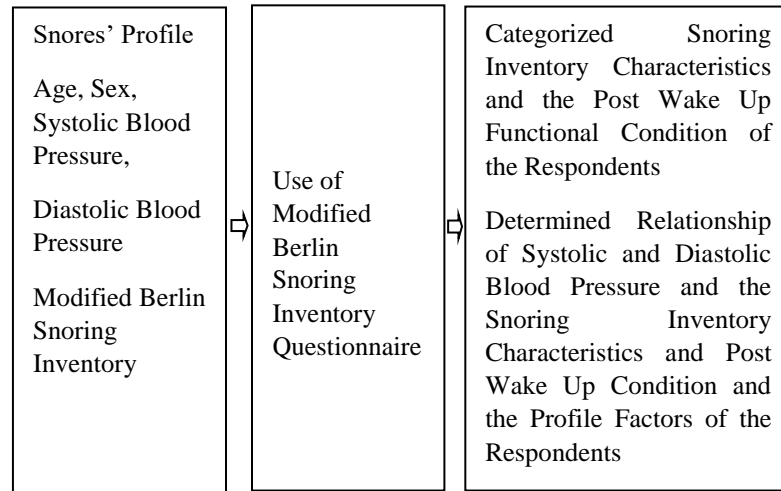 Snores’ Profile
Age, Sex,
Systolic Blood
Pressure,
Diastolic Blood
Pressure
Modified Berlin
Snoring
Inventory
Use of
Modified
Berlin
Snoring
Inventory
Questionnaire
Categorized Snoring
Inventory Characteristics
and the Post Wake Up
Functional Condition of
the Respondents
Determined Relationship
of Systolic and Diastolic
Blood Pressure and the
Snoring Inventory
Characteristics and Post
Wake Up Condition and
the Profile Factors of the
Respondents